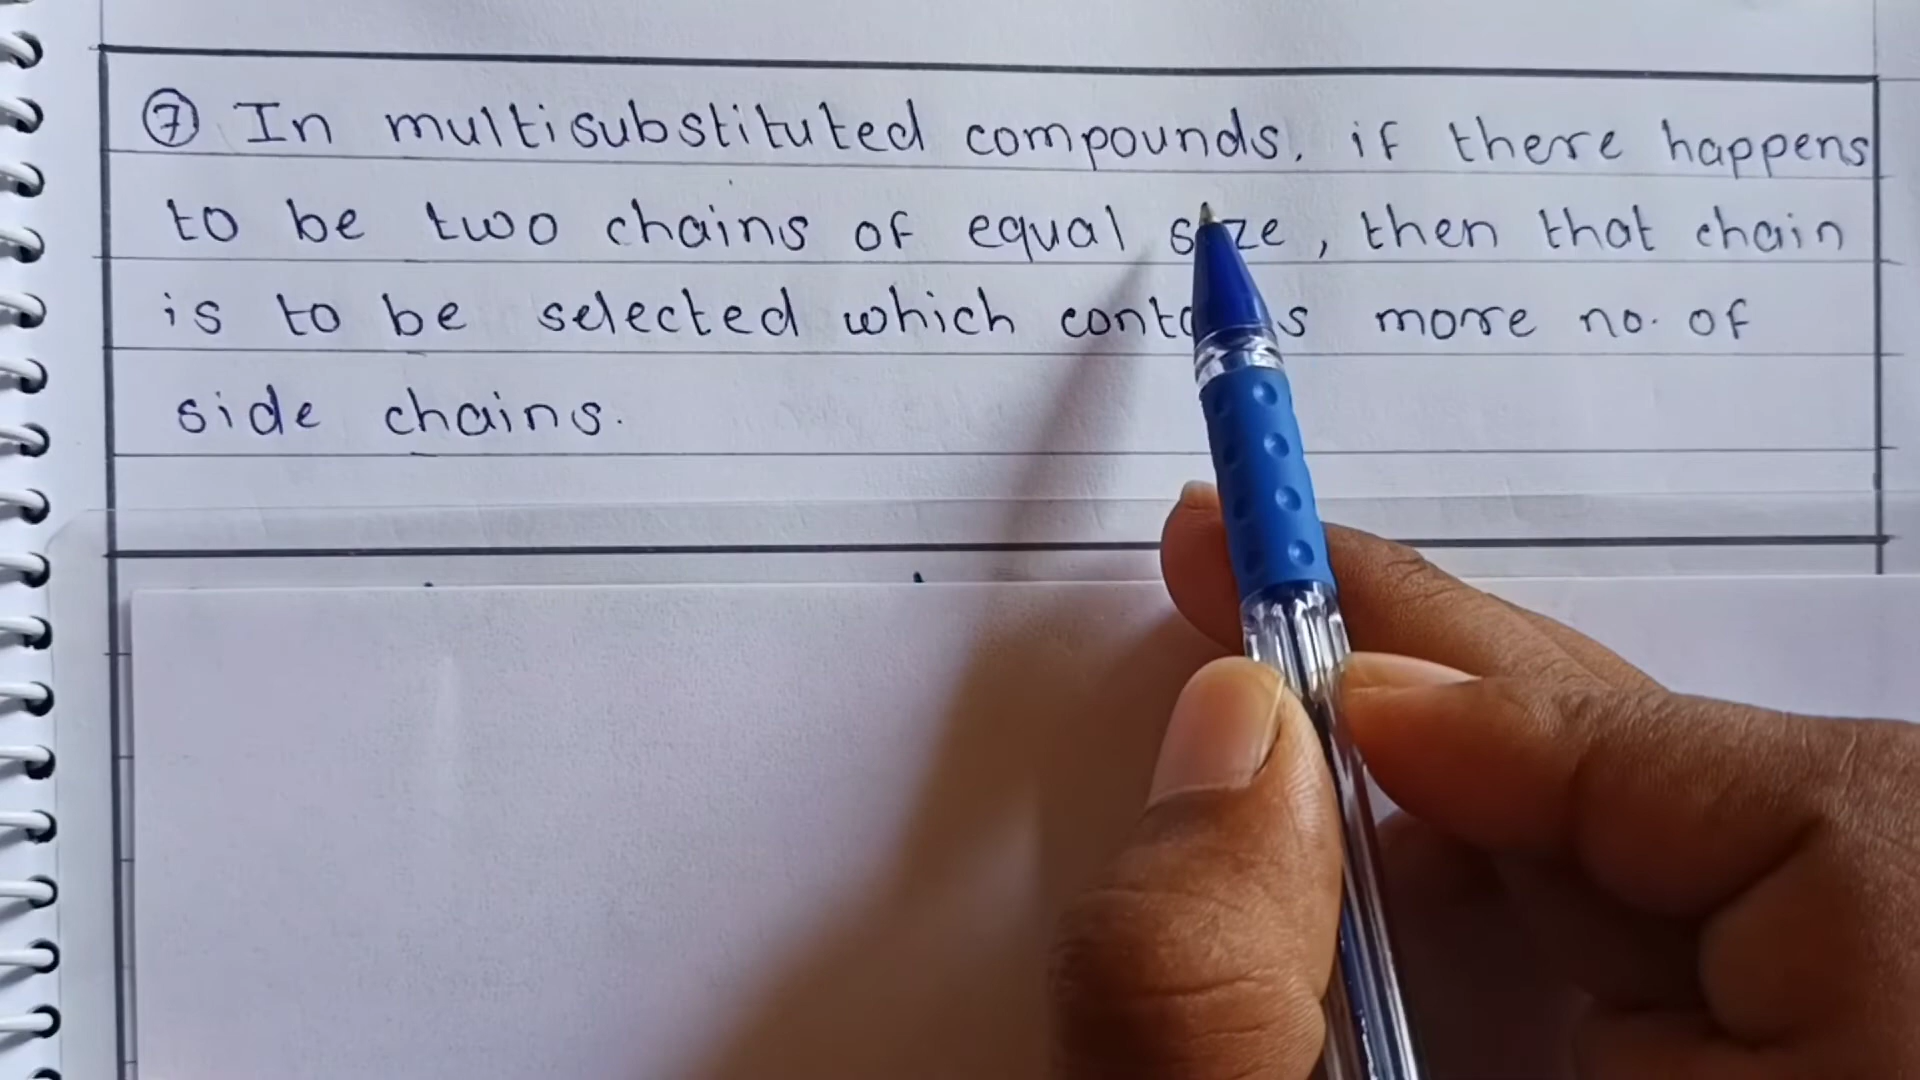 ⑦ In multisubstituted compounds, if there happens
to be two chains of equal size, then that chain
is to be selected which contains more no. of
side chains.